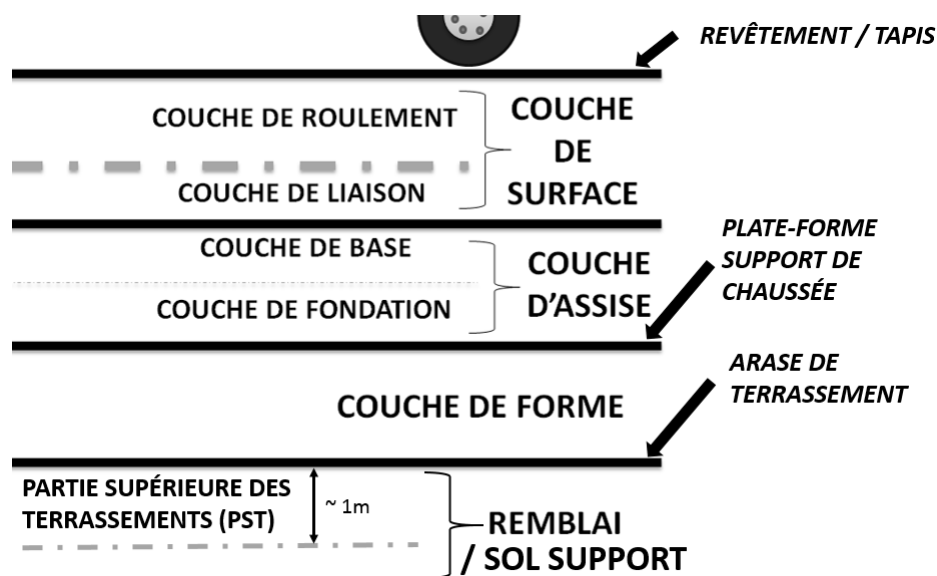 REVÊTEMENT / TAPIS
COUCHE DE ROULEMENT
COUCHE DE LIAISON
COUCHE
DE
SURFACE
COUCHE DE BASE
COUCHE DE FONDATION
COUCHE
D’ASSISE
PLATE-FORME
SUPPORT DE
CHAUSSÉE
COUCHE DE FORME
ARASE DE
TERRASSEMENT
PARTIE SUPÉRIEURE DES
TERRASSEMENTS (PST)
~ 1m
REMBLAI
/ SOL SUPPORT